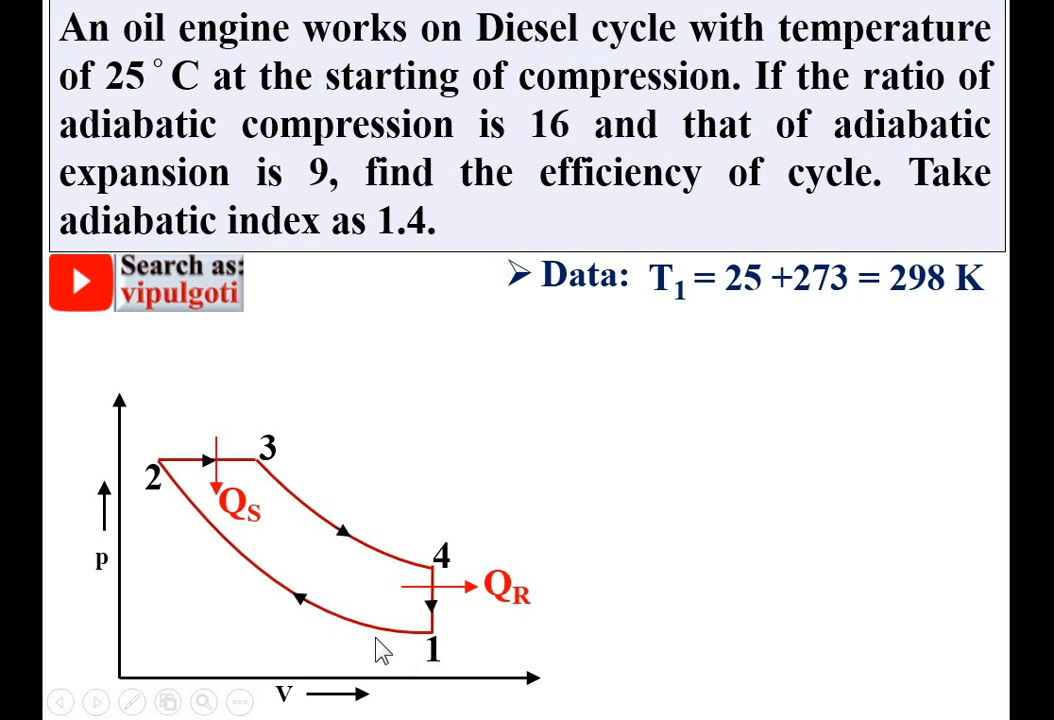 An oil engine works on Diesel cycle with temperature
of 25°C at the starting of compression. If the ratio of
adiabatic compression is 16 and that of adiabatic
expansion is 9, find the efficiency of cycle. Take
adiabatic index as 1.4.
Search as:
vipulgoti
➢ Data: T₁ = 25 +273 = 298 K
3
2
QS
p
4
QR
1
V